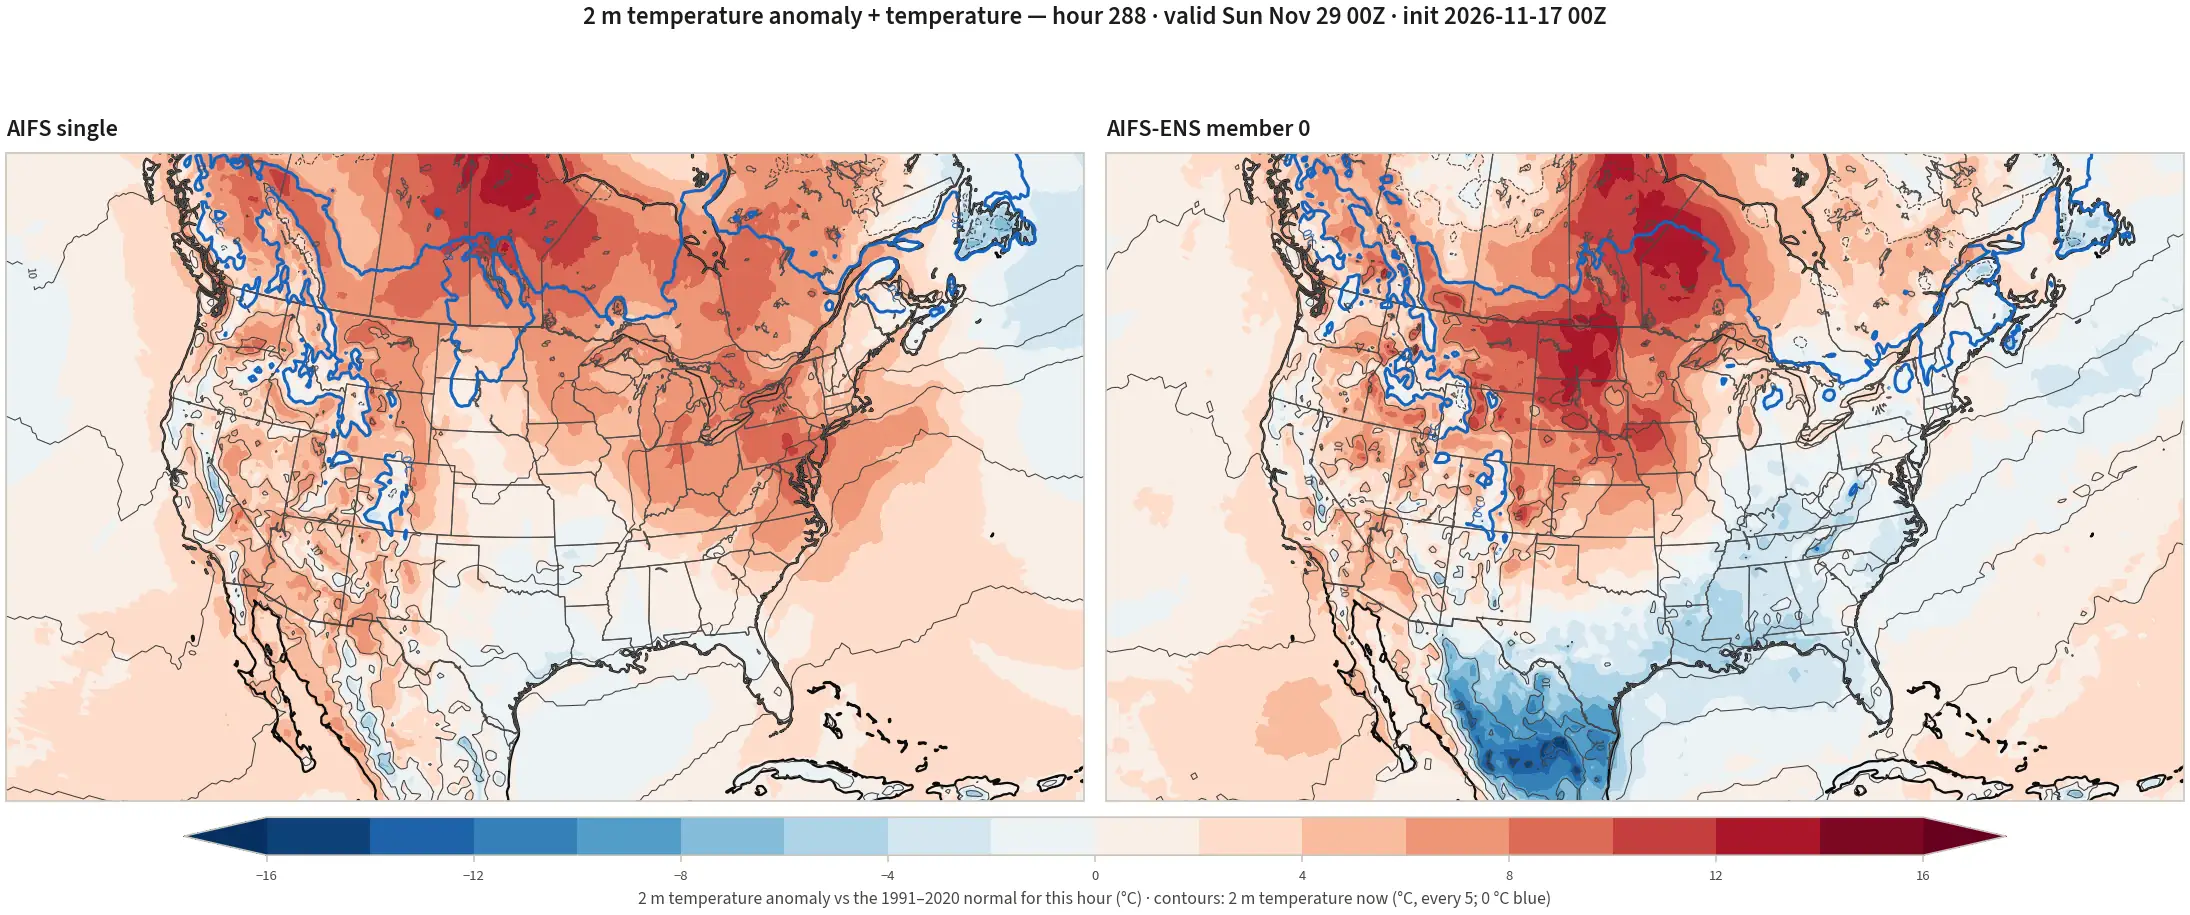 2 m temperature anomaly + temperature — hour 288 · valid Sun Nov 29 00Z · init 2026-11-17 00Z
AIFS single
AIFS-ENS member 0
10
−16 −12 −8 −4 0 4 8 12 16
2 m temperature anomaly vs the 1991–2020 normal for this hour (°C) · contours: 2 m temperature now (°C, every 5; 0 °C blue)